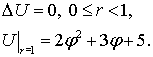 ΔU = 0, 0 ≤ r < 1,
U|ᵣ₌₁ = 2φ² + 3φ + 5.